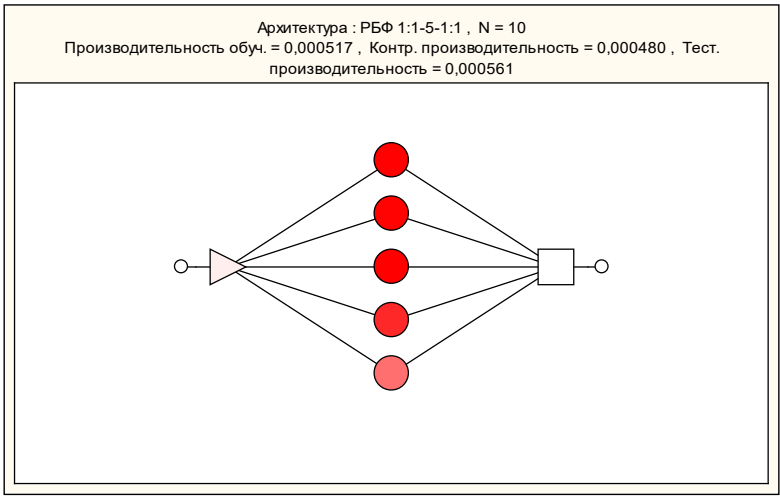 Архитектура : РБФ 1:1-5-1:1 , N = 10
Производительность обуч. = 0,000517 , Контр. производительность = 0,000480 , Тест.
производительность = 0,000561